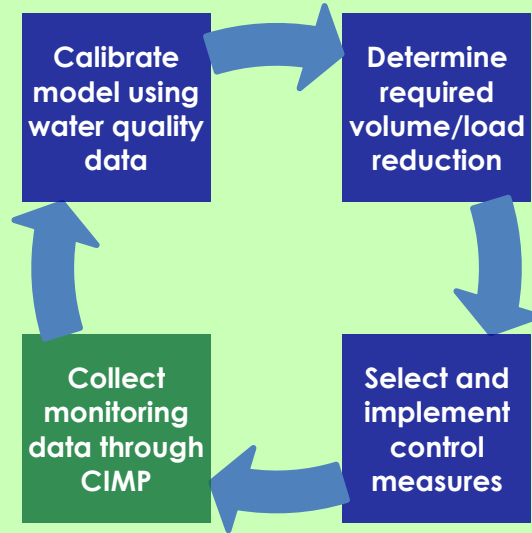 Calibrate
model using
water quality
data
Determine
required
volume/load
reduction
Collect
monitoring
data through
CIMP
Select and
implement
control
measures